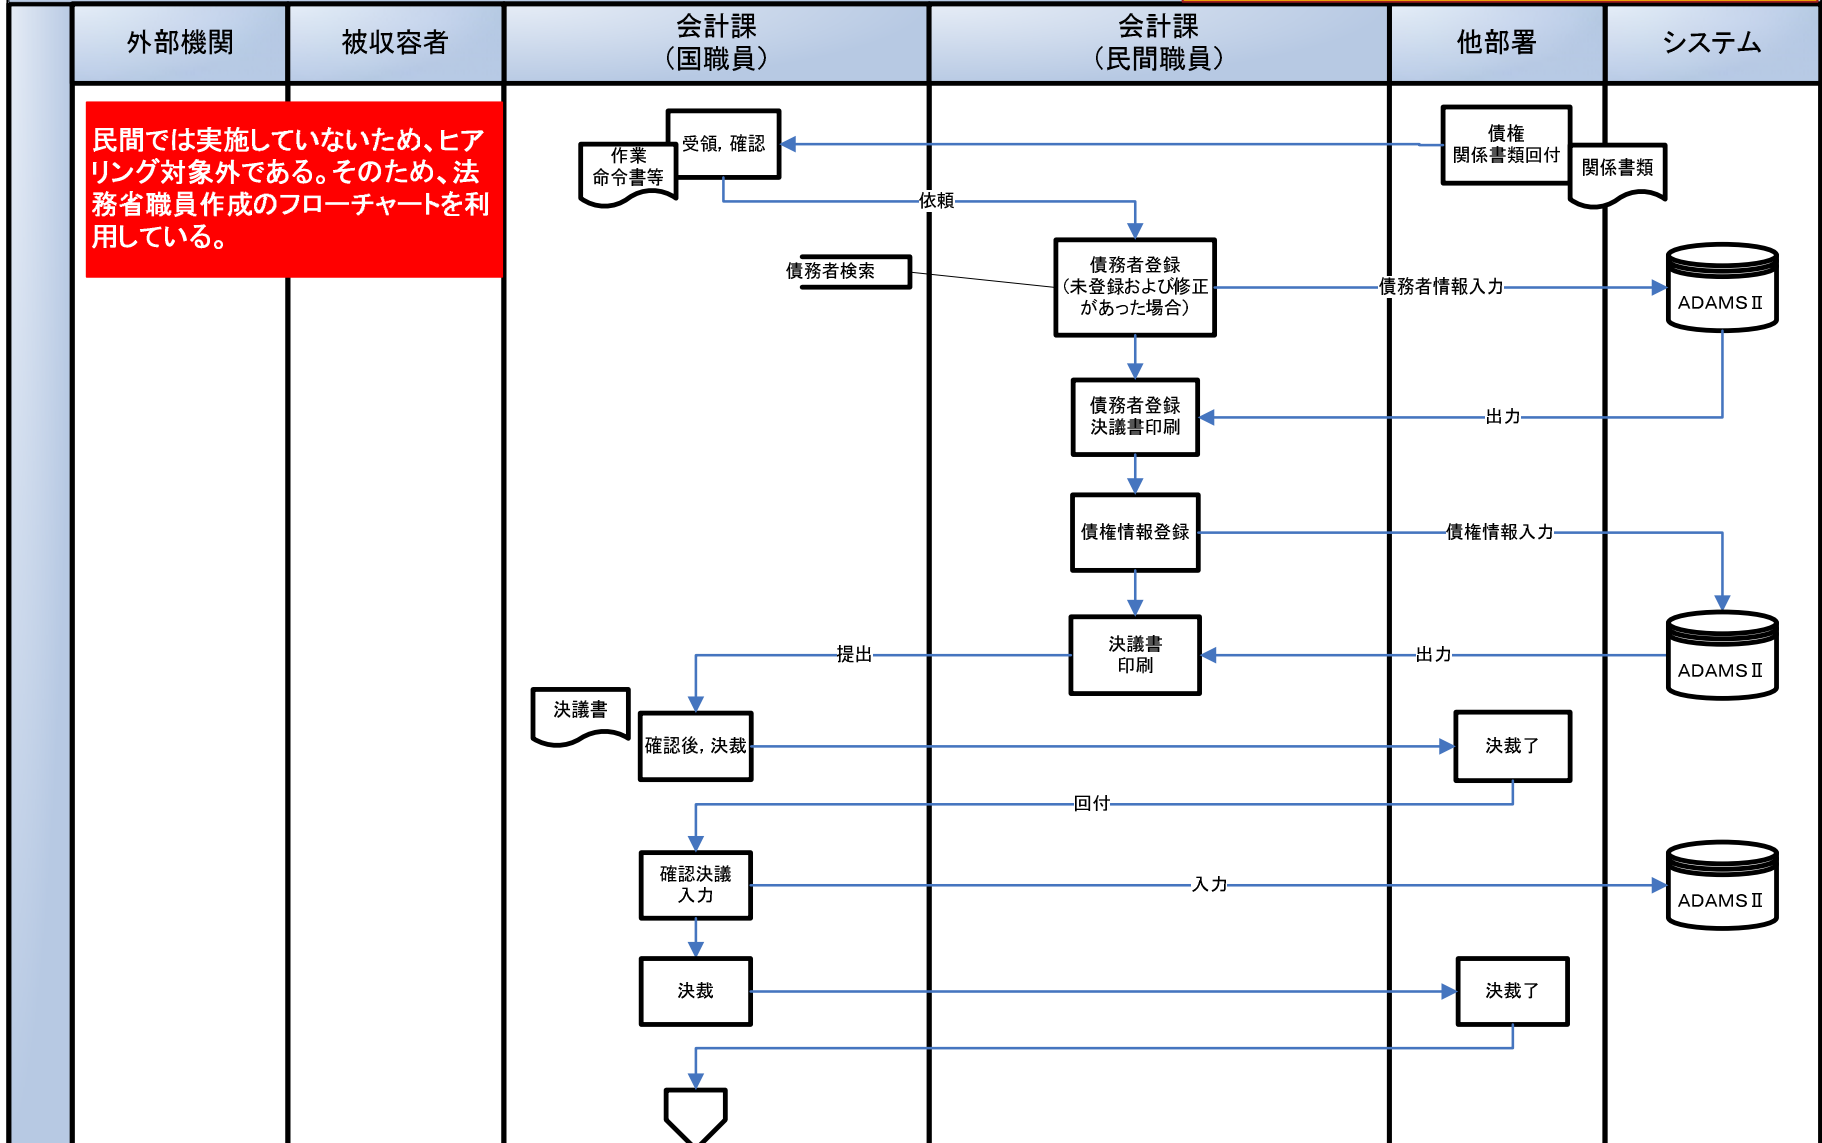 外部機関
被収容者
会計課
（国職員）
会計課
（民間職員）
他部署
システム
民間では実施していないため、ヒア
リング対象外である。そのため、法
務省職員作成のフローチャートを利
用している。
受領，確認
作業
命令書等
債権
関係書類回付
関係書類
依頼
債務者検索
債務者登録
（未登録および修正
があった場合）
債務者情報入力
ADAMSⅡ
債務者登録
決議書印刷
出力
債権情報登録
債権情報入力
提出
決議書
印刷
出力
ADAMSⅡ
決議書
確認後，決裁
決裁了
回付
確認決議
入力
入力
ADAMSⅡ
決裁
決裁了